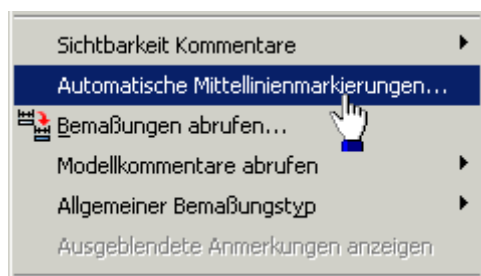 Sichtbarkeit Kommentare
Automatische Mittellinienmarkierungen...
Bemaßungen abrufen...
Modellkommentare abrufen
Allgemeiner Bemaßungstyp
Ausgeblendete Anmerkungen anzeigen